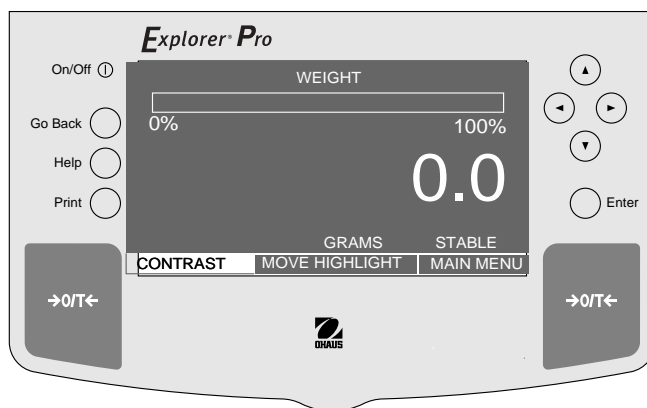 Explorer® Pro
On/Off
WEIGHT
Go Back
0% 100%
Help
0.0
Print
Enter
GRAMS STABLE
CONTRAST MOVE HIGHLIGHT MAIN MENU
→0/T← →0/T←
OHAUS